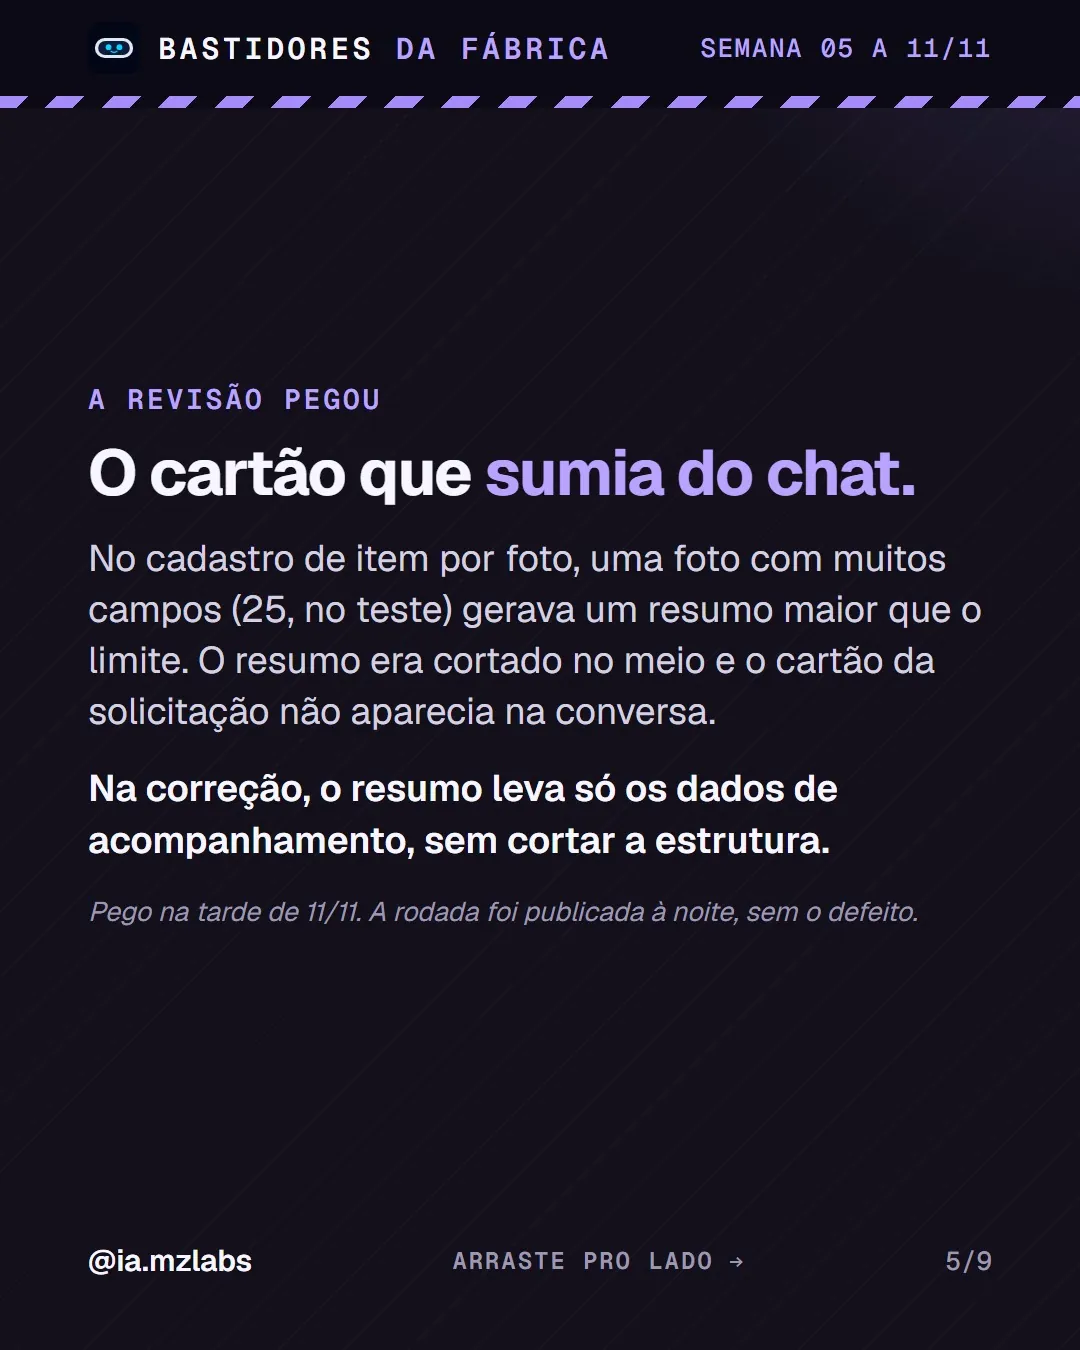 BASTIDORES DA FÁBRICA
SEMANA 05 A 11/11
A REVISÃO PEGOU
O cartão que sumia do chat.
No cadastro de item por foto, uma foto com muitos
campos (25, no teste) gerava um resumo maior que o
limite. O resumo era cortado no meio e o cartão da
solicitação não aparecia na conversa.
Na correção, o resumo leva só os dados de
acompanhamento, sem cortar a estrutura.
Pego na tarde de 11/11. A rodada foi publicada à noite, sem o defeito.
@ia.mzlabs
ARRASTE PRO LADO →
5/9